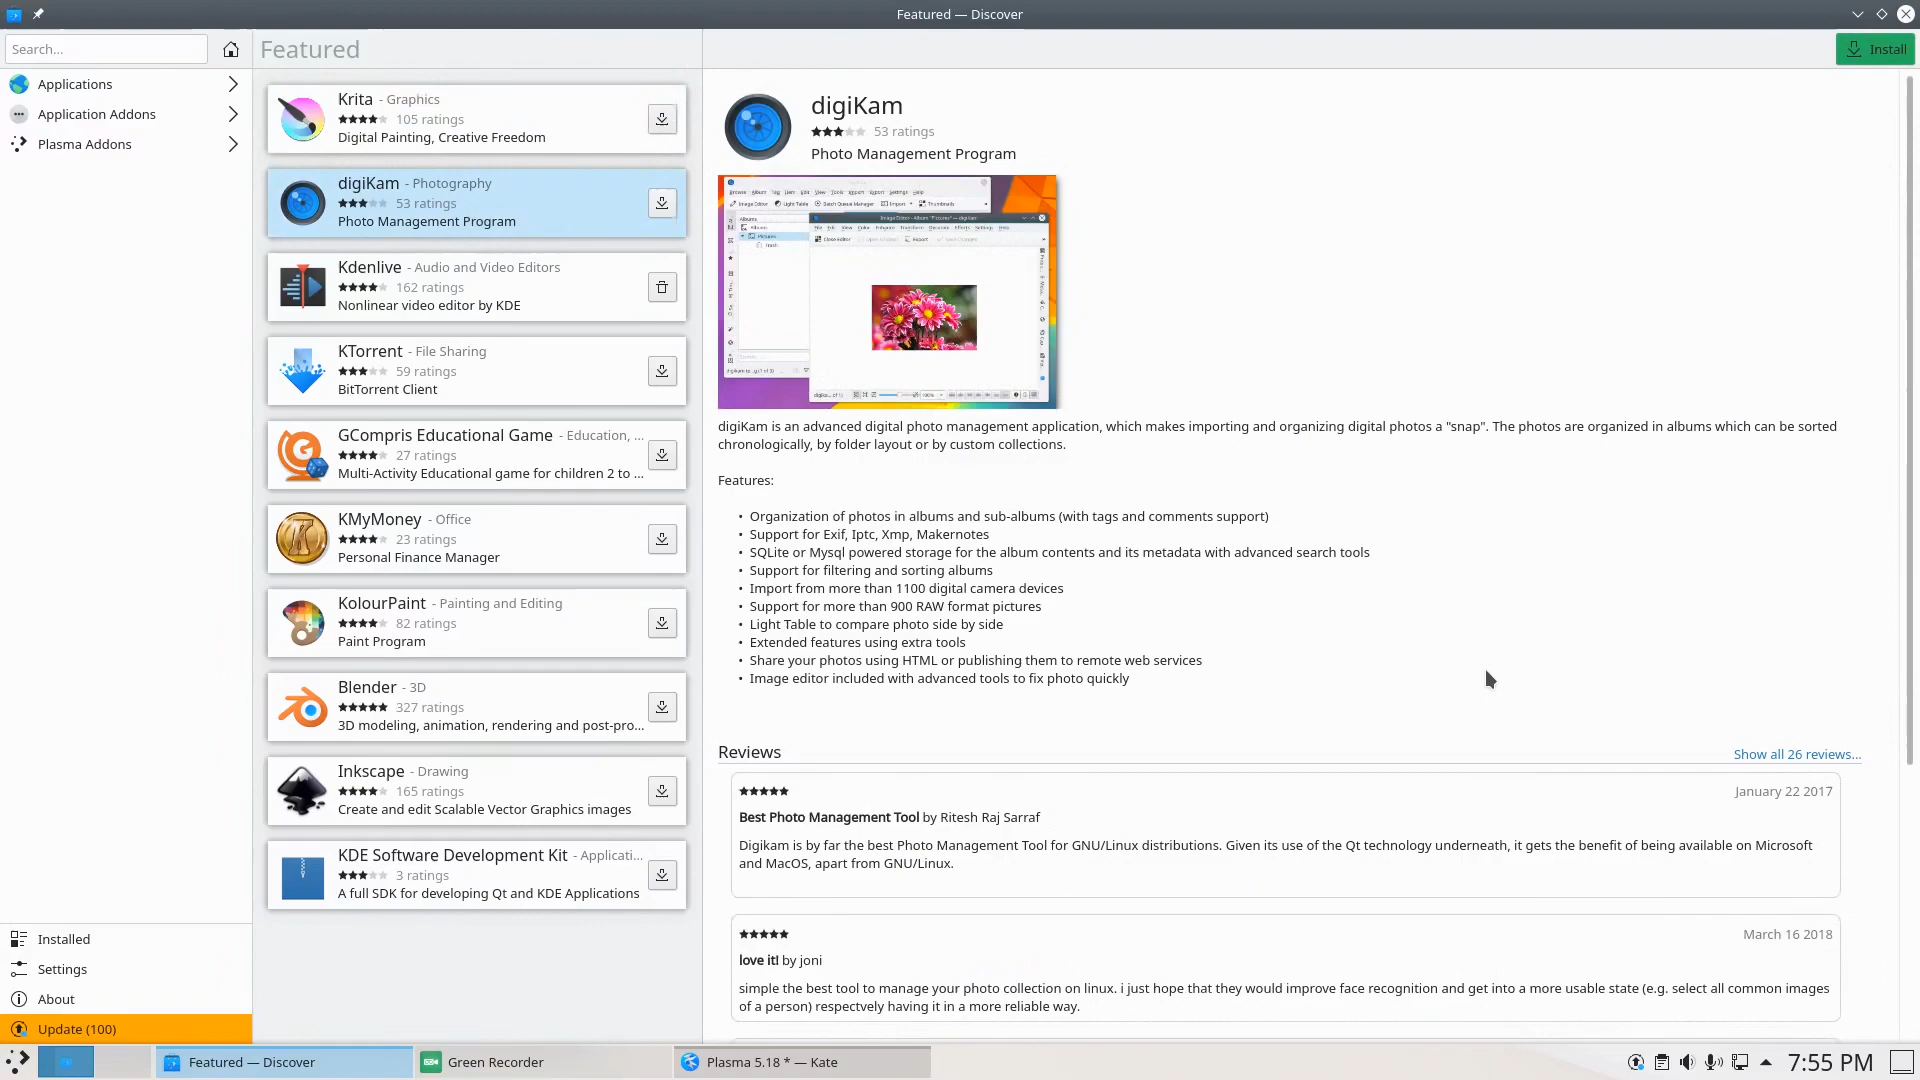 Featured — Discover
Search...
Featured
Install
Applications
Application Addons
Plasma Addons
Krita - Graphics
105 ratings
Digital Painting, Creative Freedom
digiKam - Photography
53 ratings
Photo Management Program
Kdenlive - Audio and Video Editors
162 ratings
Nonlinear video editor by KDE
KTorrent - File Sharing
59 ratings
BitTorrent Client
GCompris Educational Game - Education, ...
27 ratings
Multi-Activity Educational game for children 2 to ...
KMyMoney - Office
23 ratings
Personal Finance Manager
KolourPaint - Painting and Editing
82 ratings
Paint Program
Blender - 3D
327 ratings
3D modeling, animation, rendering and post-pro...
Inkscape - Drawing
165 ratings
Create and edit Scalable Vector Graphics images
KDE Software Development Kit - Applicati...
3 ratings
A full SDK for developing Qt and KDE Applications
digiKam
53 ratings
Photo Management Program
digiKam is an advanced digital photo management application, which makes importing and organizing digital photos a "snap". The photos are organized in albums which can be sorted
chronologically, by folder layout or by custom collections.
Features:
• Organization of photos in albums and sub-albums (with tags and comments support)
• Support for Exif, Iptc, Xmp, Makernotes
• SQLite or Mysql powered storage for the album contents and its metadata with advanced search tools
• Support for filtering and sorting albums
• Import from more than 1100 digital camera devices
• Support for more than 900 RAW format pictures
• Light Table to compare photo side by side
• Extended features using extra tools
• Share your photos using HTML or publishing them to remote web services
• Image editor included with advanced tools to fix photo quickly
Reviews
Show all 26 reviews...
January 22 2017
Best Photo Management Tool by Ritesh Raj Sarraf
Digikam is by far the best Photo Management Tool for GNU/Linux distributions. Given its use of the Qt technology underneath, it gets the benefit of being available on Microsoft
and MacOS, apart from GNU/Linux.
March 16 2018
love it! by joni
simple the best tool to manage your photo collection on linux. i just hope that they would improve face recognition and get into a more usable state (e.g. select all common images
of a person) respectvely having it in a more reliable way.
Installed
Settings
About
Update (100)
Featured — Discover
Green Recorder
Plasma 5.18 * — Kate
7:55 PM